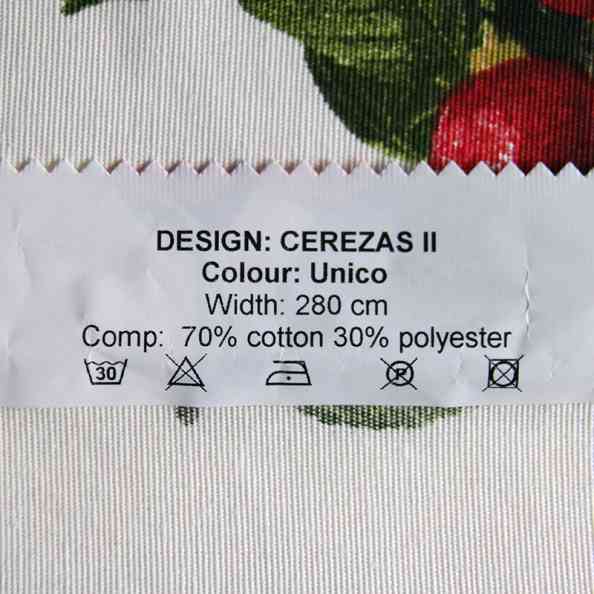 DESIGN: CEREZAS II
Colour: Unico
Width: 280 cm
Comp: 70% cotton 30% polyester
30 P